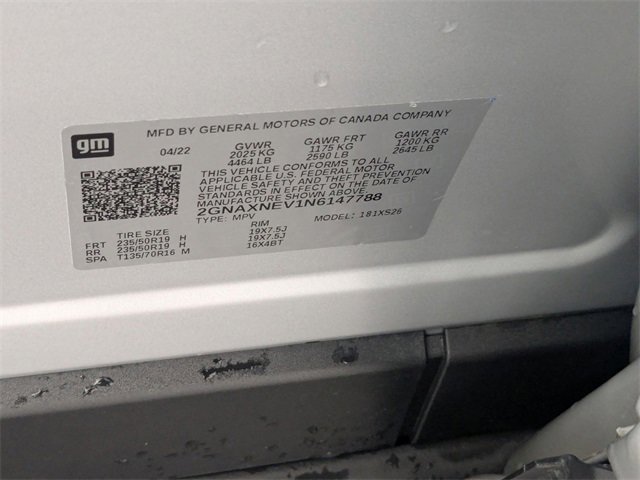 gm
MFD BY GENERAL MOTORS OF CANADA COMPANY
04/22 GVWR GAWR FRT GAWR RR
2025 KG 1175 KG 1200 KG
4464 LB 2590 LB 2645 LB
THIS VEHICLE CONFORMS TO ALL
APPLICABLE U.S. FEDERAL MOTOR
VEHICLE SAFETY AND THEFT PREVENTION
STANDARDS IN EFFECT ON THE DATE OF
MANUFACTURE SHOWN ABOVE.
2GNAXNEV1N6147788
TYPE: MPV MODEL: 181XS26
TIRE SIZE RIM
FRT 235/50R19 H 19X7.5J
RR 235/50R19 H 19X7.5J
SPA T135/70R16 M 16X4BT